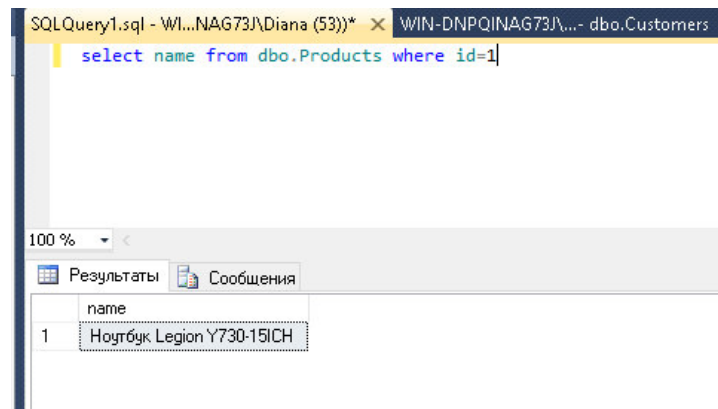 SQLQuery1.sql - WI...NAG73J\Diana (53))* × WIN-DNPQINAG73J\...- dbo.Customers
select name from dbo.Products where id=1
100 %
Результаты Сообщения
name
1 Ноутбук Legion Y730-15ICH